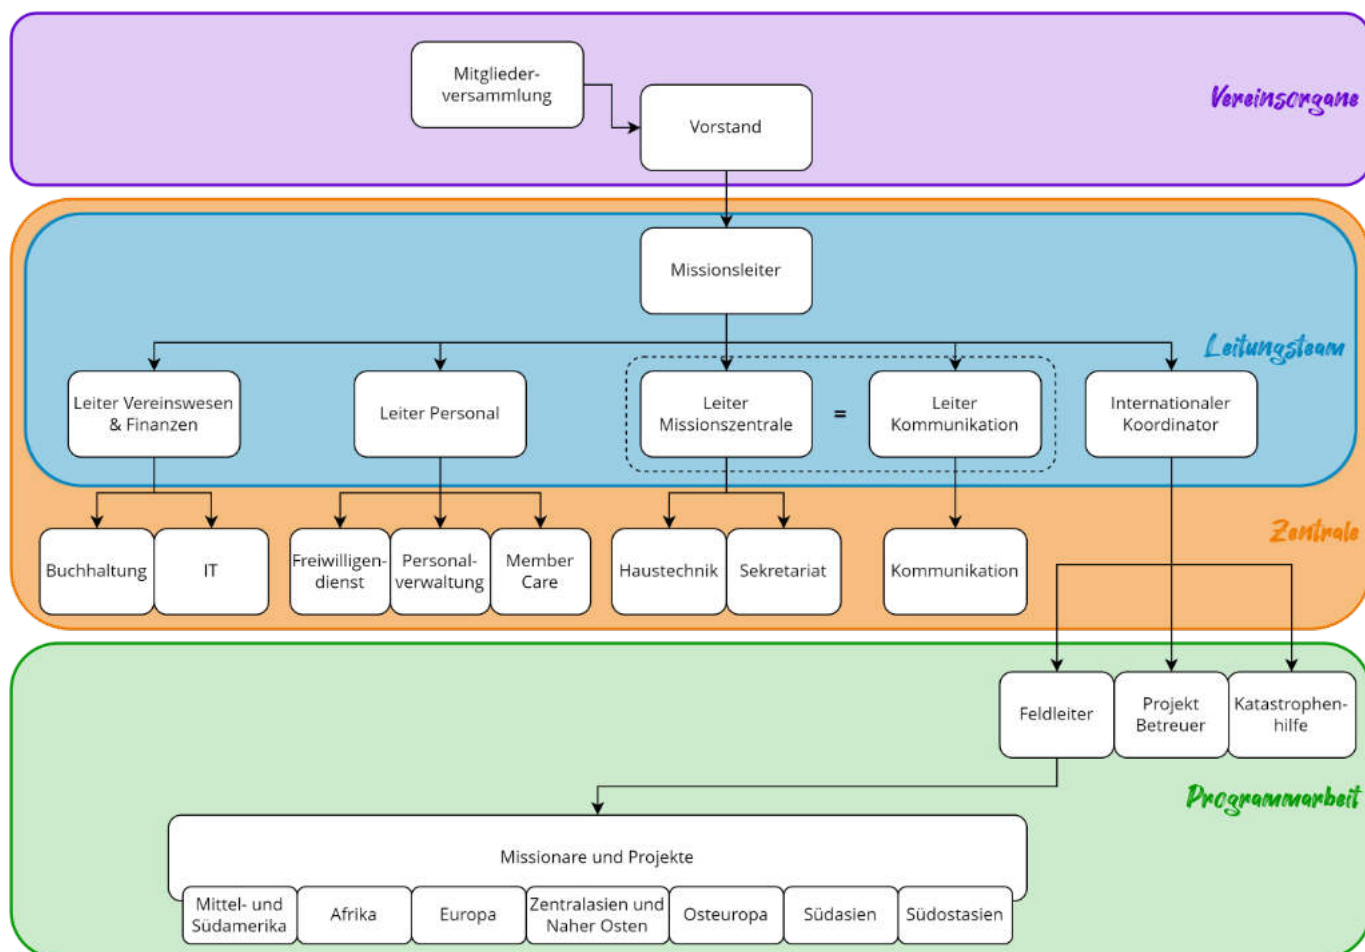 Mitglieder-
versammlung
Vorstand
Vereinsorgane
Missionsleiter
Leitungsteam
Leiter Vereinswesen
& Finanzen
Leiter Personal
Leiter
Missionszentrale
=
Leiter
Kommunikation
Internationaler
Koordinator
Zentrale
Buchhaltung
IT
Freiwilligen-
dienst
Personal-
verwaltung
Member
Care
Haustechnik
Sekretariat
Kommunikation
Feldleiter
Projekt
Betreuer
Katastrophen-
hilfe
Programmarbeit
Missionare und Projekte
Mittel- und
Südamerika
Afrika
Europa
Zentralasien und
Naher Osten
Osteuropa
Südasien
Südostasien